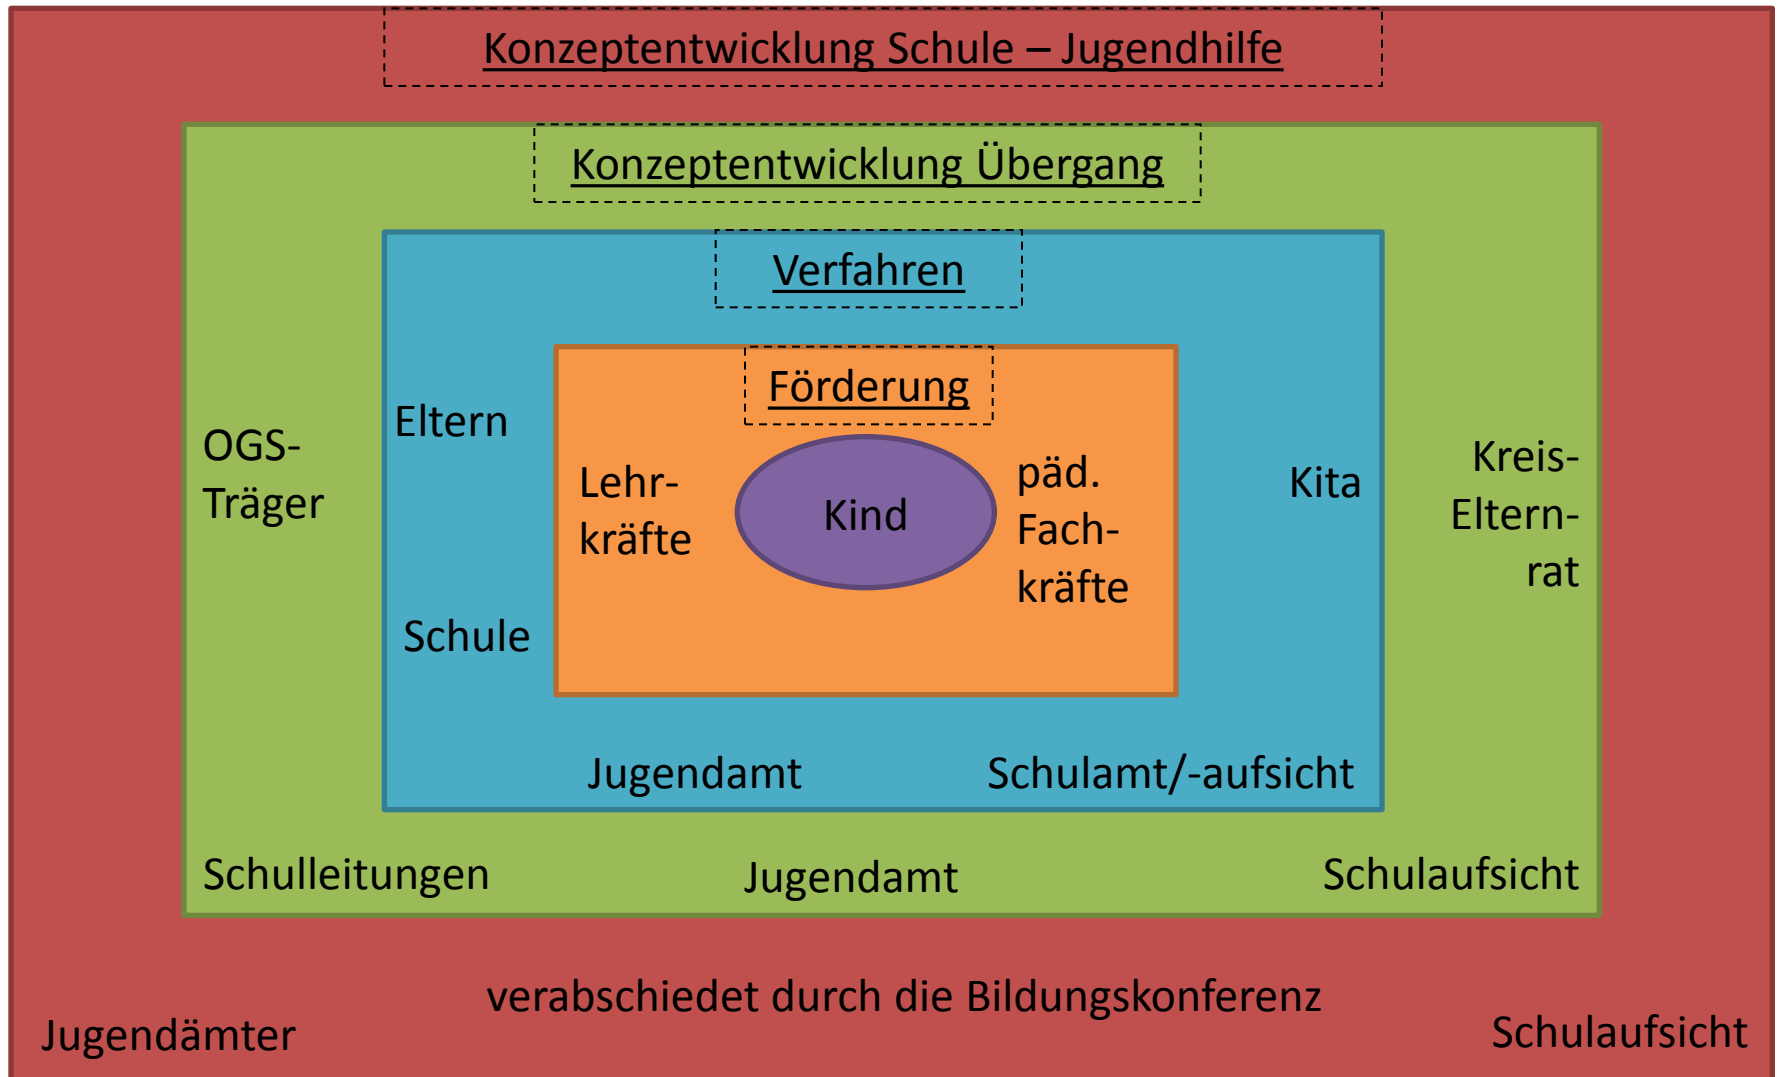 Konzeptentwicklung Schule – Jugendhilfe
Konzeptentwicklung Übergang
Verfahren
Förderung
Eltern
OGS-
Träger
Lehr-
kräfte
Kind
päd.
Fach-
kräfte
Kita
Kreis-
Eltern-
rat
Schule
Jugendamt
Schulamt/-aufsicht
Schulleitungen
Jugendamt
Schulaufsicht
verabschiedet durch die Bildungskonferenz
Jugendämter
Schulaufsicht